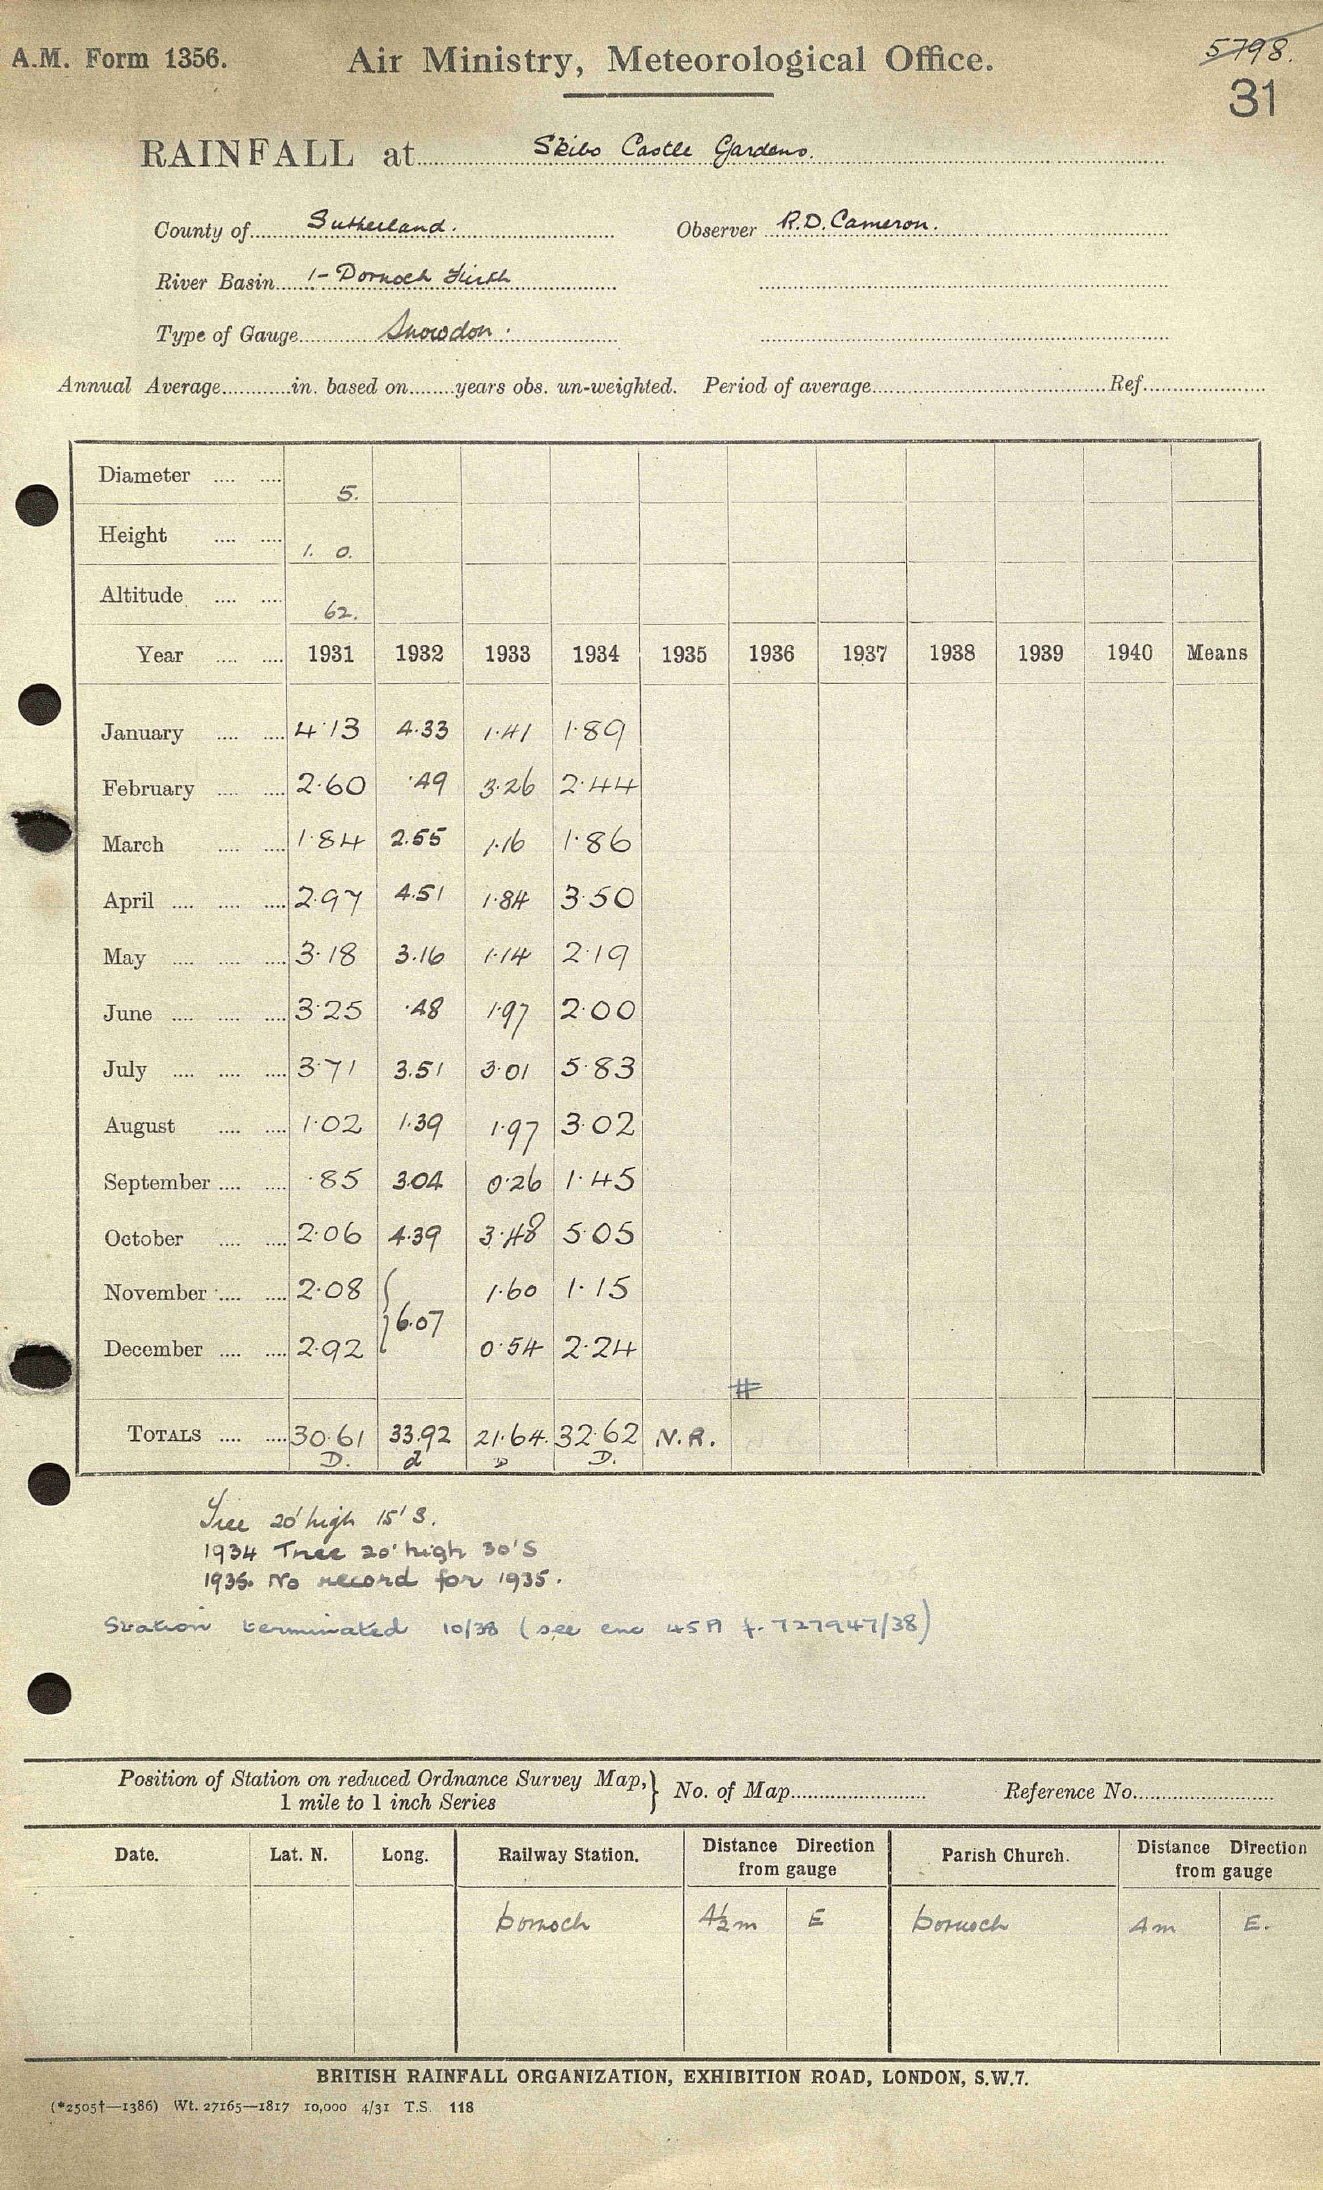 A.M. Form 1356. Air Ministry, Meteorological Office. 5798.
31
RAINFALL at Skibo Castle Gardens.
County of Sutherland. Observer R.D. Cameron.
River Basin 1 - Dornoch Firth
Type of Gauge Snowdon.
Annual Average............in. based on........years obs. un-weighted. Period of average............Ref............
Diameter .... .... 5.
Height .... .... 1. 0.
Altitude .... .... 62.
Year .... .... 1931 1932 1933 1934 1935 1936 1937 1938 1939 1940 Means
January .... .... 4·13 4.33 1·41 1·89
February .... .... 2·60 ·49 3·26 2·44
March .... .... 1·84 2.55 1·16 1·86
April .... .... .... 2·97 4.51 1·84 3·50
May .... .... .... 3·18 3.16 1·14 2·19
June .... .... .... 3·25 ·48 1·97 2·00
July .... .... .... 3·71 3.51 3·01 5·83
August .... .... 1·02 1.39 1·97 3·02
September .... .... ·85 3.04 0·26 1·45
October .... .... 2·06 4.39 3·48 5·05
November .... .... 2·08 1·60 1·15
6.07
December .... .... 2·92 0·54 2·24
#
TOTALS .... .... 30·61 33.92 21·64. 32·62 N.R.
D. d D D.
Tree 20' high 15' S.
1934 Tree 20' high 30' S
1935. No record for 1935.
Station terminated 10/38 (see enc 45A f. 727947/38)
Position of Station on reduced Ordnance Survey Map, } No. of Map............ Reference No............
1 mile to 1 inch Series
Date. Lat. N. Long. Railway Station. Distance Direction from gauge Parish Church. Distance Direction from gauge
Dornoch 4½m E Dornoch 4m E.
BRITISH RAINFALL ORGANIZATION, EXHIBITION ROAD, LONDON, S.W.7.
(*2505†—1386) Wt. 27165—1817 10,000 4/31 T.S. 118